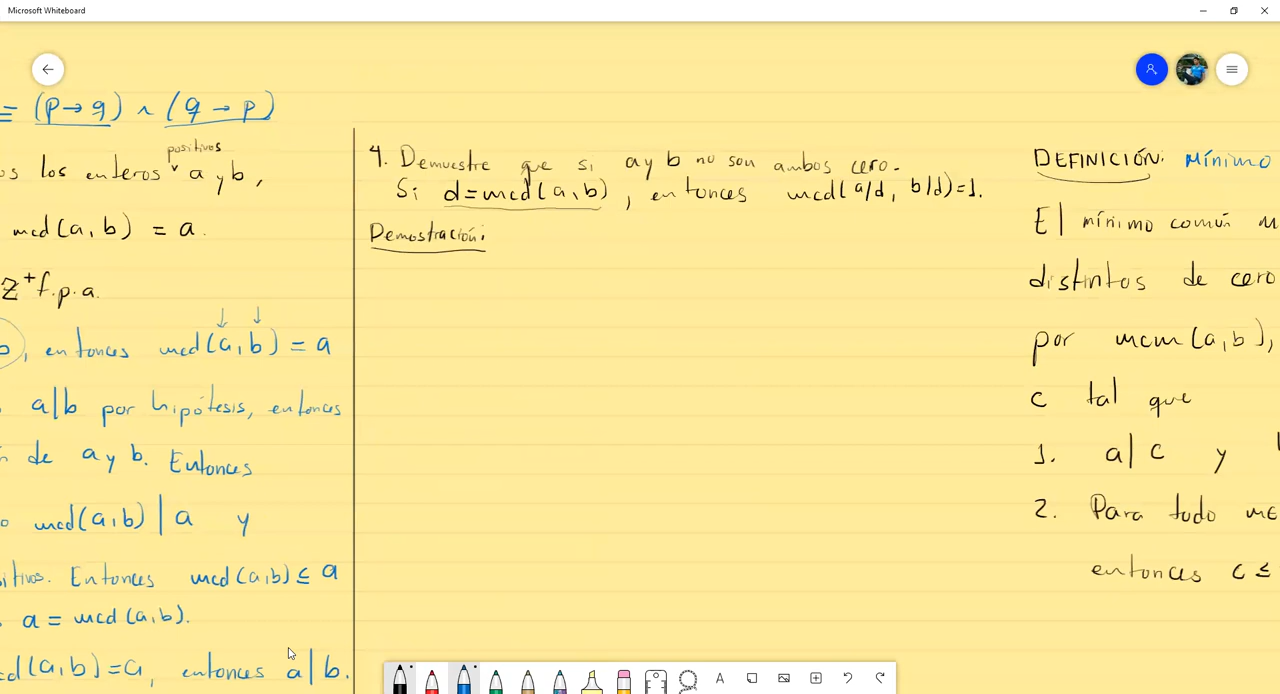 Microsoft Whiteboard
≡ (p→q) ∧ (q→p)
positivos
os los enteros a y b,
mcd(a,b) = a.
Z⁺ f.p.a.
b, entonces mcd(a,b) = a
a|b por hipótesis, entonces
de a y b. Entonces
mcd(a,b) | a y
sitivos. Entonces mcd(a,b) ≤ a
a = mcd(a,b).
cd(a,b)=a, entonces a|b.
4. Demuestre que si a y b no son ambos cero.
Si d=mcd(a,b), entonces mcd(a/d, b/d)=1.
Demostración:
DEFINICIÓN: Mínimo
El mínimo común m
distintos de cero
por mcm(a,b),
c tal que
1. a|c y
2. Para todo me
entonces c ≤